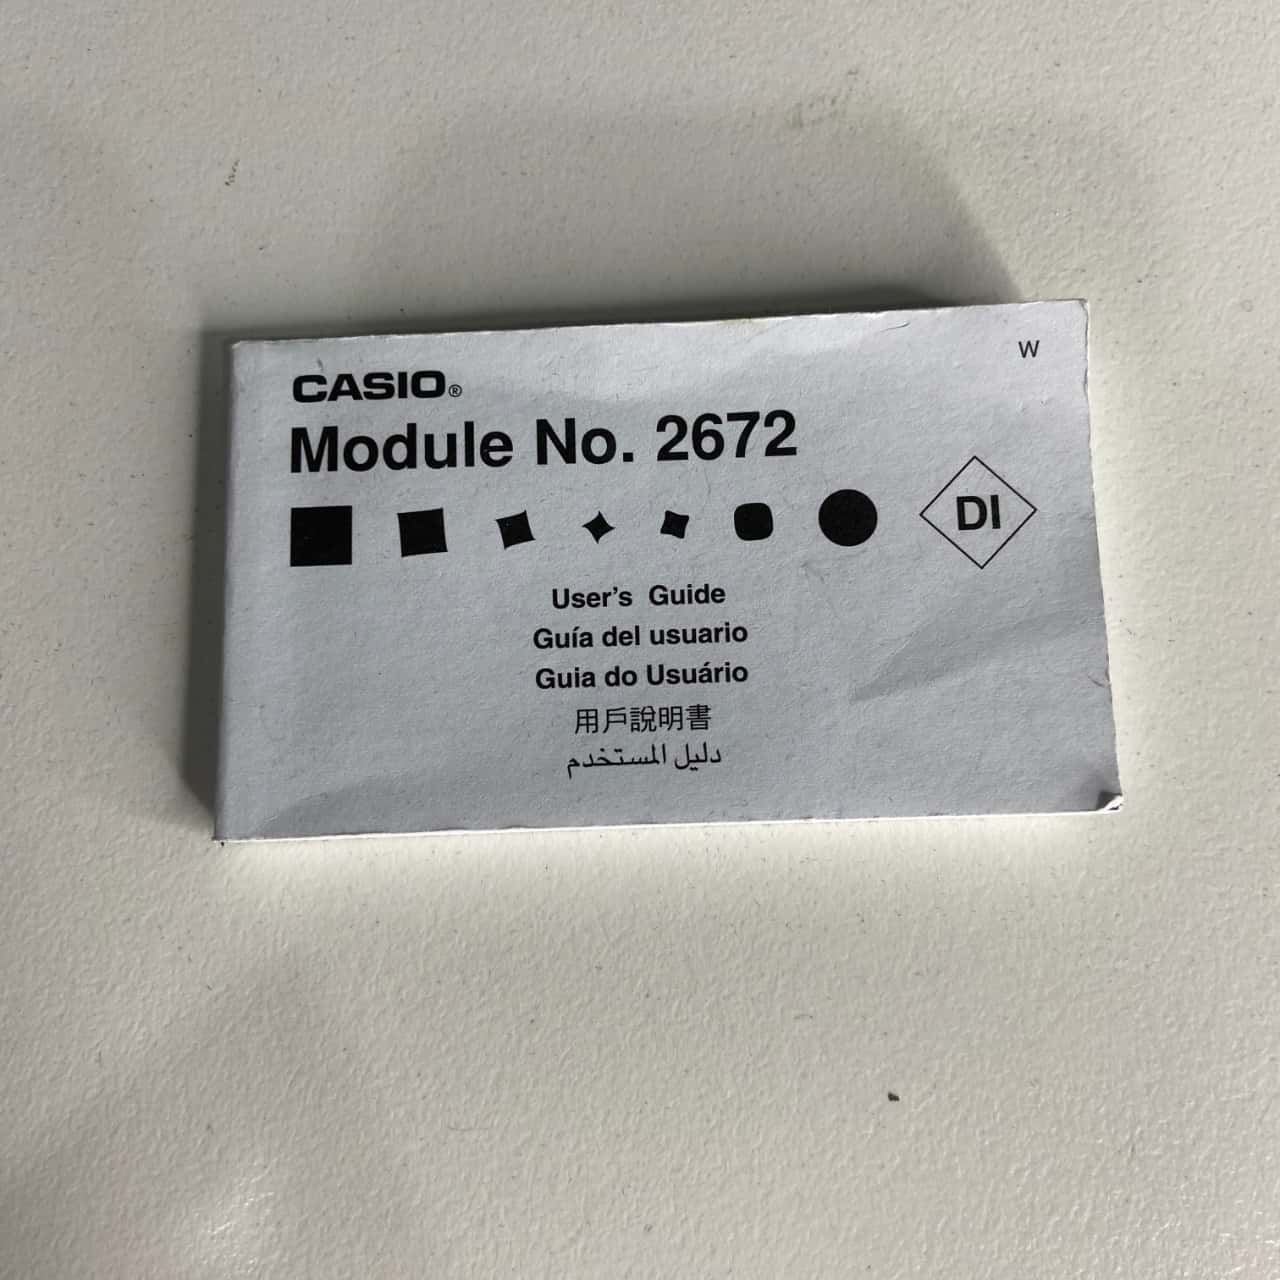 W
CASIO®
Module No. 2672
DI
User's Guide
Guía del usuario
Guia do Usuário
用戶說明書
دليل المستخدم